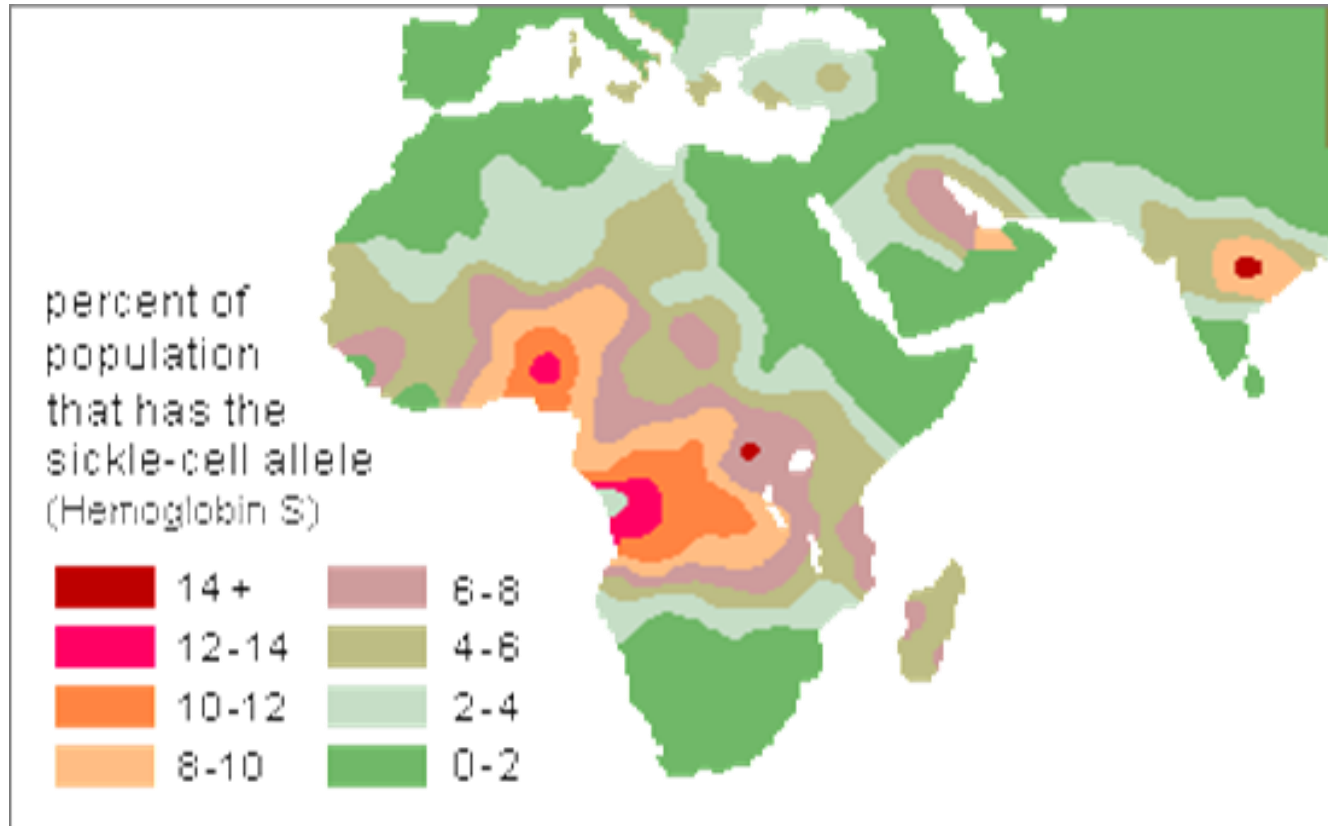 percent of
population
that has the
sickle-cell allele
(Hemoglobin S)
14 + 6 - 8
12-14 4 - 6
10-12 2 - 4
8-10 0 - 2